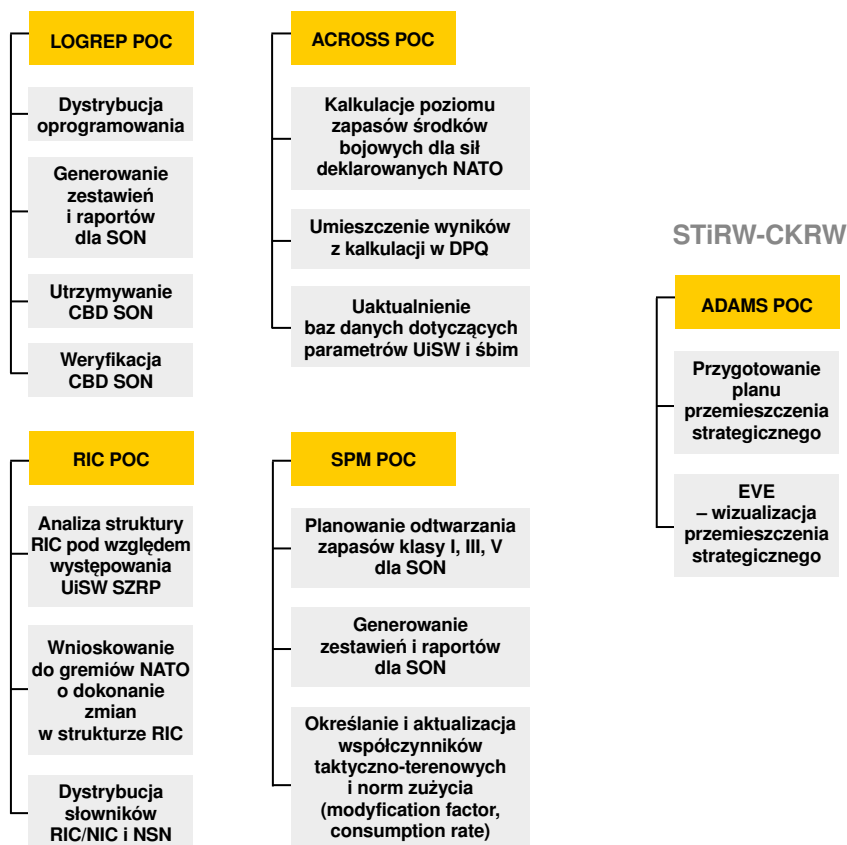 LOGREP POC
Dystrybucja
oprogramowania
Generowanie
zestawień
i raportów
dla SON
Utrzymywanie
CBD SON
Weryfikacja
CBD SON
ACROSS POC
Kalkulacje poziomu
zapasów środków
bojowych dla sił
deklarowanych NATO
Umieszczenie wyników
z kalkulacji w DPQ
Uaktualnienie
baz danych dotyczących
parametrów UiSW i śbim
STiRW-CKRW
ADAMS POC
Przygotowanie
planu
przemieszczenia
strategicznego
EVE
– wizualizacja
przemieszczenia
strategicznego
RIC POC
Analiza struktury
RIC pod względem
występowania
UiSW SZRP
Wnioskowanie
do gremiów NATO
o dokonanie
zmian
w strukturze RIC
Dystrybucja
słowników
RIC/NIC i NSN
SPM POC
Planowanie odtwarzania
zapasów klasy I, III, V
dla SON
Generowanie
zestawień i raportów
dla SON
Określanie i aktualizacja
współczynników
taktyczno-terenowych
i norm zużycia
(modyfication factor,
consumption rate)